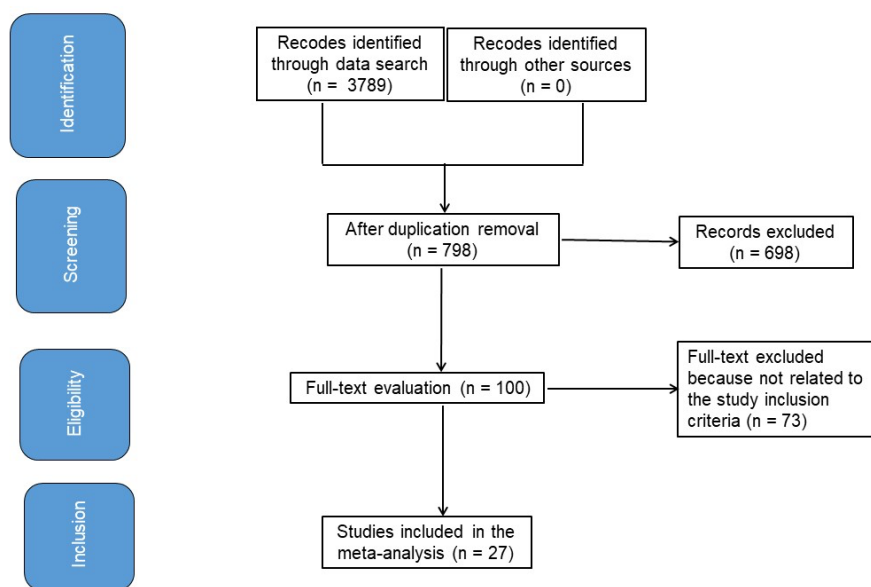 Identification
Recodes identified
through data search
(n =  3789)
Recodes identified
through other sources
(n = 0)
Screening
After duplication removal
(n = 798)
Records excluded
(n = 698)
Eligibility
Full-text evaluation (n = 100)
Full-text excluded
because not related to
the study inclusion
criteria (n = 73)
Inclusion
Studies included in the
meta-analysis (n = 27)